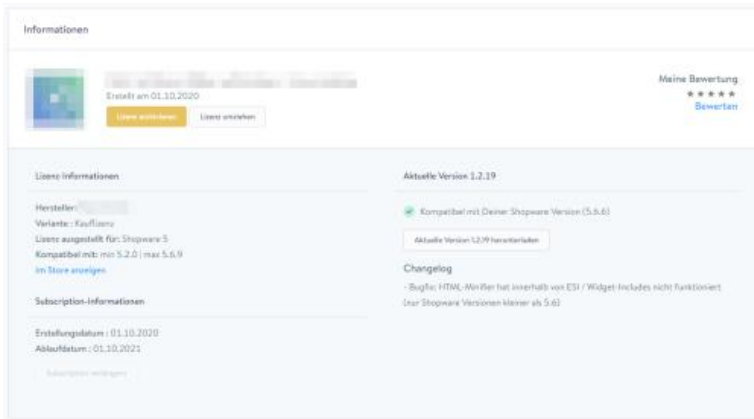 Informationen
Erstellt am 01.10.2020
Lizenz umziehen
Meine Bewertung
Bewerten
Lizenz Informationen
Hersteller:
Variante : Kauflizenz
Lizenz ausgestellt für: Shopware 5
Kompatibel mit: min 5.2.0 | max 5.6.9
Im Store anzeigen
Subscription-Informationen
Erstellungsdatum : 01.10.2020
Ablaufdatum : 01.10.2021
Subscription verlängern
Aktuelle Version 1.2.19
Kompatibel mit Deiner Shopware Version (5.6.6)
Aktuelle Version 1.2.19 herunterladen
Changelog
- Bugfix: HTML-Minifier hat innerhalb von ESI / Widget-Includes nicht funktioniert
(nur Shopware Versionen kleiner als 5.6)